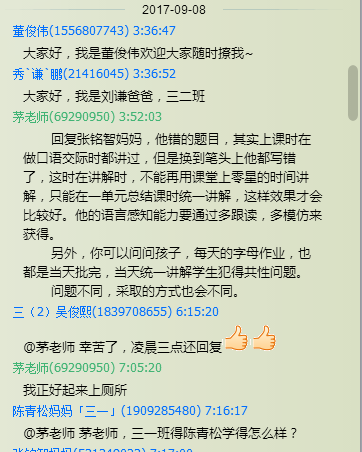 2017-09-08
董俊伟(1556807743) 3:36:47
大家好，我是董俊伟欢迎大家随时撩我~
秀`谦`鹏(21416045) 3:36:52
大家好，我是刘谦爸爸，三二班
茅老师(69290950) 3:52:03
回复张铭智妈妈，他错的题目，其实上课时在
做口语交际时都讲过，但是换到笔头上他都写错
了，这时在讲解时，不能再用课堂上零星的时间讲
解，只能在一单元总结课时统一讲解，这样效果才会
比较好。他的语言感知能力要通过多跟读，多模仿来
获得。
另外，你可以问问孩子，每天的字母作业，也
都是当天批完，当天统一讲解学生犯得共性问题。
问题不同，采取的方式也会不同。
三（2）吴俊熙(1839708655) 6:15:20
@茅老师 辛苦了，凌晨三点还回复
茅老师(69290950) 7:05:20
我正好起来上厕所
陈青松妈妈「三一」(1909285480) 7:16:17
@茅老师 茅老师，三一班得陈青松学得怎么样？